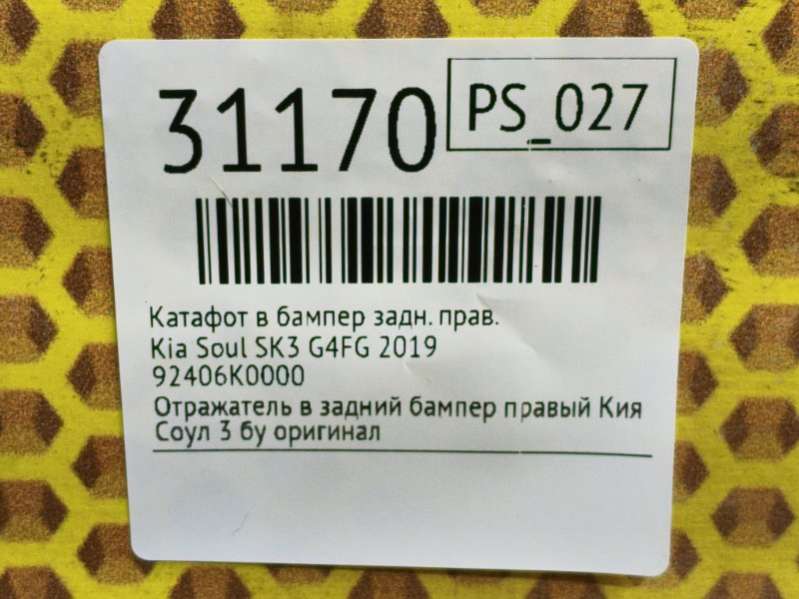 31170
PS_027
Катафот в бампер задн. прав.
Kia Soul SK3 G4FG 2019
92406K0000
Отражатель в задний бампер правый Кия
Соул 3 бу оригинал